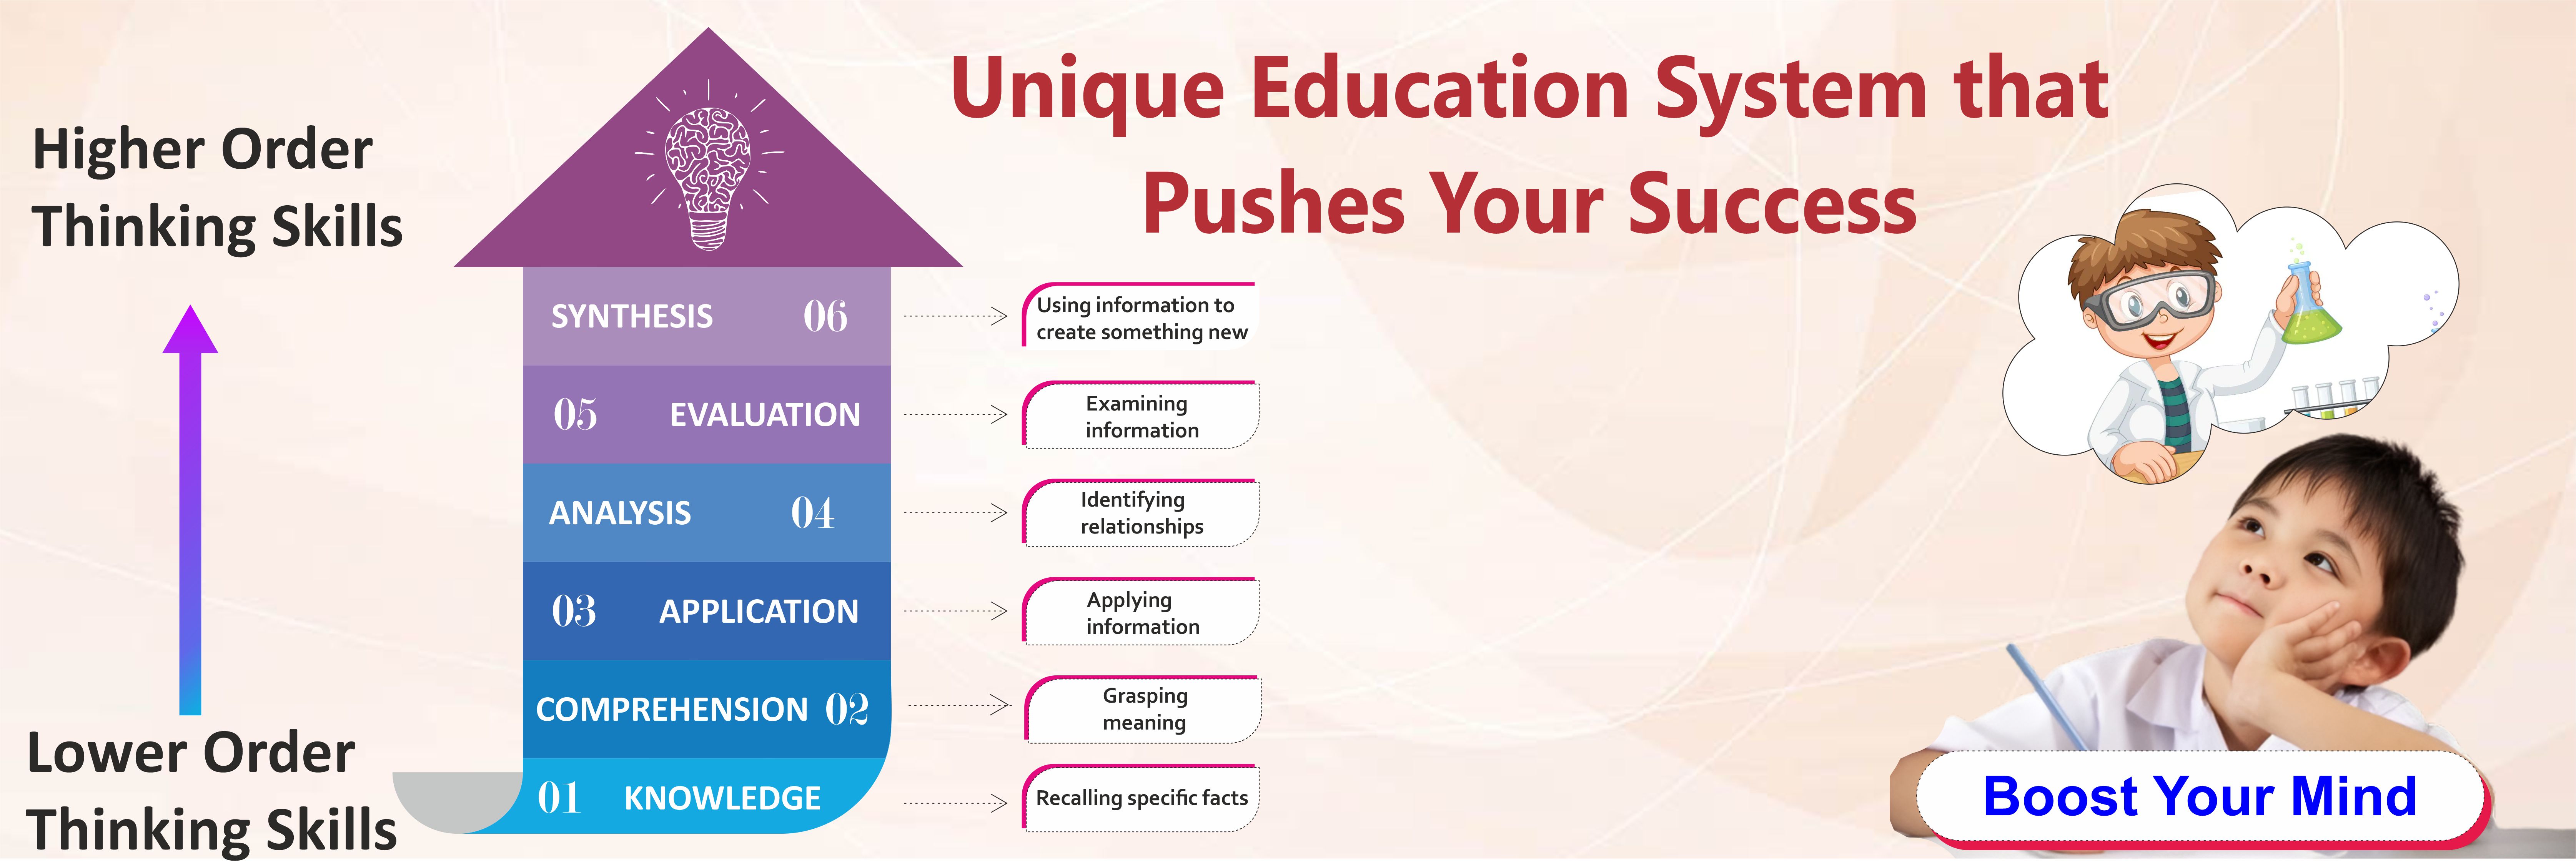 Unique Education System that
Pushes Your Success
Higher Order
Thinking Skills
SYNTHESIS 06
Using information to
create something new
05 EVALUATION
Examining
information
ANALYSIS 04
Identifying
relationships
03 APPLICATION
Applying
information
COMPREHENSION 02
Grasping
meaning
01 KNOWLEDGE
Recalling specific facts
Lower Order
Thinking Skills
Boost Your Mind